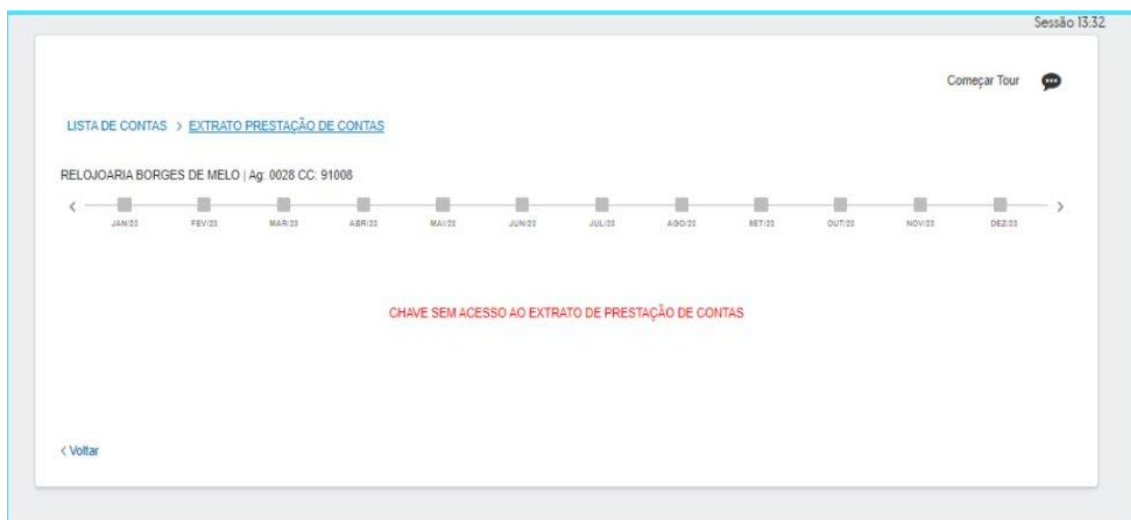 Sessão 13:32
Começar Tour
LISTA DE CONTAS > EXTRATO PRESTAÇÃO DE CONTAS
RELOJOARIA BORGES DE MELO | Ag: 0028 CC: 91008
< >
JAN/23 FEV/23 MAR/23 ABR/23 MAI/23 JUN/23 JUL/23 AGO/23 SET/23 OUT/23 NOV/23 DEZ/23
CHAVE SEM ACESSO AO EXTRATO DE PRESTAÇÃO DE CONTAS
< Voltar